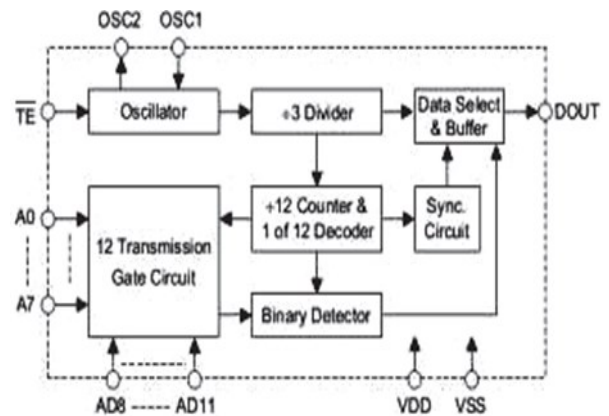 OSC2 OSC1
TE
Oscillator
÷3 Divider
Data Select
& Buffer
DOUT
A0
12 Transmission
Gate Circuit
÷12 Counter &
1 of 12 Decoder
Sync.
Circuit
A7
Binary Detector
AD8 AD11
VDD VSS